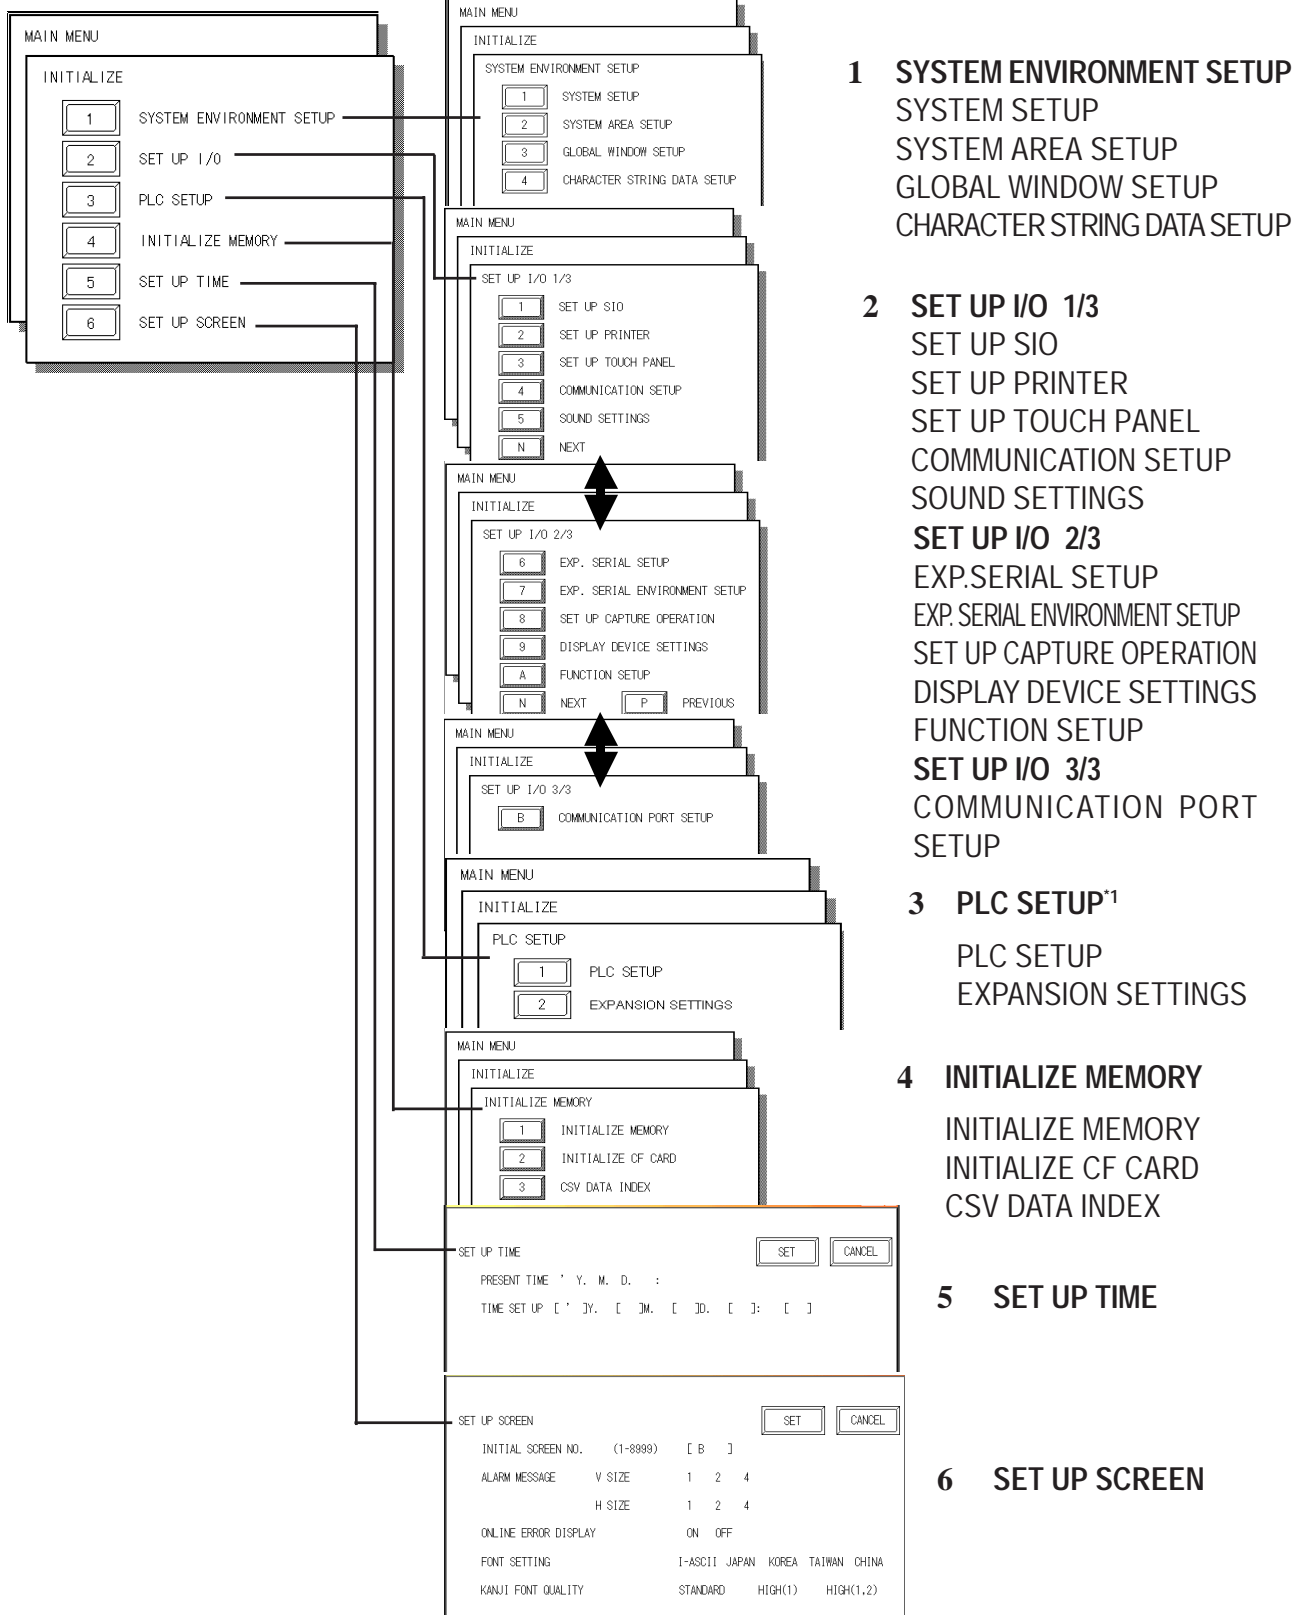 MAIN MENU
INITIALIZE
1 SYSTEM ENVIRONMENT SETUP
2 SET UP I/O
3 PLC SETUP
4 INITIALIZE MEMORY
5 SET UP TIME
6 SET UP SCREEN
MAIN MENU
INITIALIZE
SYSTEM ENVIRONMENT SETUP
1 SYSTEM SETUP
2 SYSTEM AREA SETUP
3 GLOBAL WINDOW SETUP
4 CHARACTER STRING DATA SETUP
MAIN MENU
INITIALIZE
SET UP I/O 1/3
1 SET UP SIO
2 SET UP PRINTER
3 SET UP TOUCH PANEL
4 COMMUNICATION SETUP
5 SOUND SETTINGS
N NEXT
MAIN MENU
INITIALIZE
SET UP I/O 2/3
6 EXP. SERIAL SETUP
7 EXP. SERIAL ENVIRONMENT SETUP
8 SET UP CAPTURE OPERATION
9 DISPLAY DEVICE SETTINGS
A FUNCTION SETUP
N NEXT P PREVIOUS
MAIN MENU
INITIALIZE
SET UP I/O 3/3
B COMMUNICATION PORT SETUP
MAIN MENU
INITIALIZE
PLC SETUP
1 PLC SETUP
2 EXPANSION SETTINGS
MAIN MENU
INITIALIZE
INITIALIZE MEMORY
1 INITIALIZE MEMORY
2 INITIALIZE CF CARD
3 CSV DATA INDEX
SET UP TIME SET CANCEL
PRESENT TIME ' Y. M. D. :
TIME SET UP [ ' ]Y. [ ]M. [ ]D. [ ]: [ ]
SET UP SCREEN SET CANCEL
INITIAL SCREEN NO. (1-8999) [ B ]
ALARM MESSAGE V SIZE 1 2 4
H SIZE 1 2 4
ONLINE ERROR DISPLAY ON OFF
FONT SETTING I-ASCII JAPAN KOREA TAIWAN CHINA
KANJI FONT QUALITY STANDARD HIGH(1) HIGH(1,2)
1 SYSTEM ENVIRONMENT SETUP
SYSTEM SETUP
SYSTEM AREA SETUP
GLOBAL WINDOW SETUP
CHARACTER STRING DATA SETUP
2 SET UP I/O 1/3
SET UP SIO
SET UP PRINTER
SET UP TOUCH PANEL
COMMUNICATION SETUP
SOUND SETTINGS
SET UP I/O 2/3
EXP.SERIAL SETUP
EXP. SERIAL ENVIRONMENT SETUP
SET UP CAPTURE OPERATION
DISPLAY DEVICE SETTINGS
FUNCTION SETUP
SET UP I/O 3/3
COMMUNICATION PORT
SETUP
3 PLC SETUP*1
PLC SETUP
EXPANSION SETTINGS
4 INITIALIZE MEMORY
INITIALIZE MEMORY
INITIALIZE CF CARD
CSV DATA INDEX
5 SET UP TIME
6 SET UP SCREEN